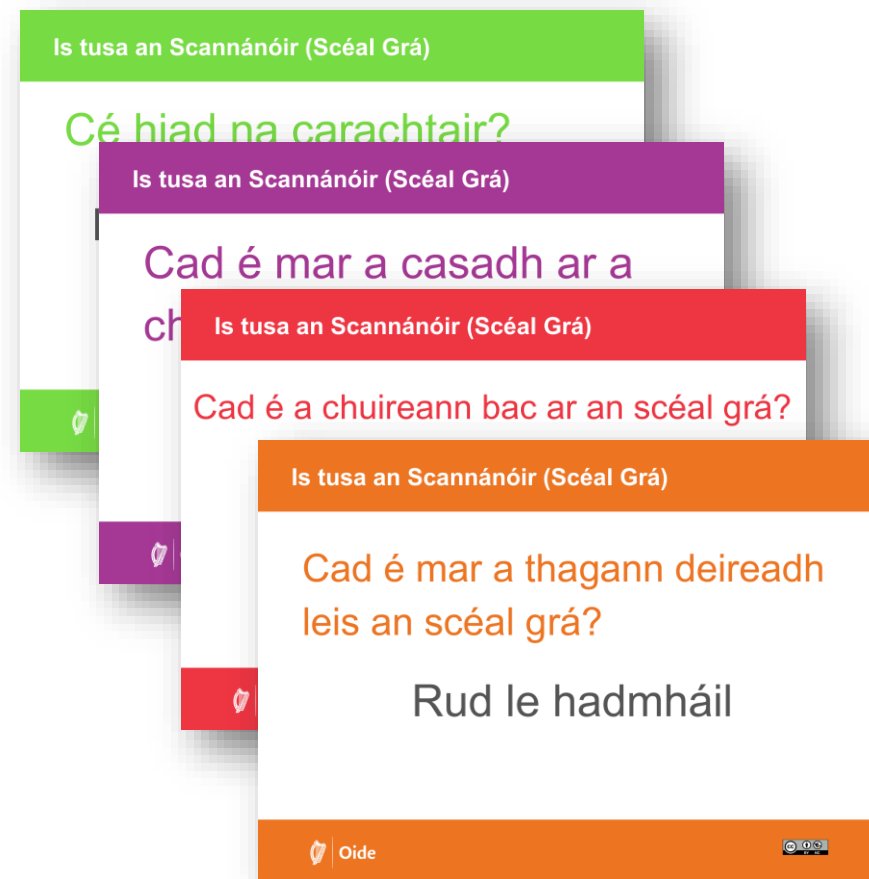 Is tusa an Scannánóir (Scéal Grá)
Cé hiad na carachtair?
Is tusa an Scannánóir (Scéal Grá)
Cad é mar a casadh ar a
Is tusa an Scannánóir (Scéal Grá)
Cad é a chuireann bac ar an scéal grá?
Is tusa an Scannánóir (Scéal Grá)
Cad é mar a thagann deireadh
leis an scéal grá?
Rud le hadmháil
Oide